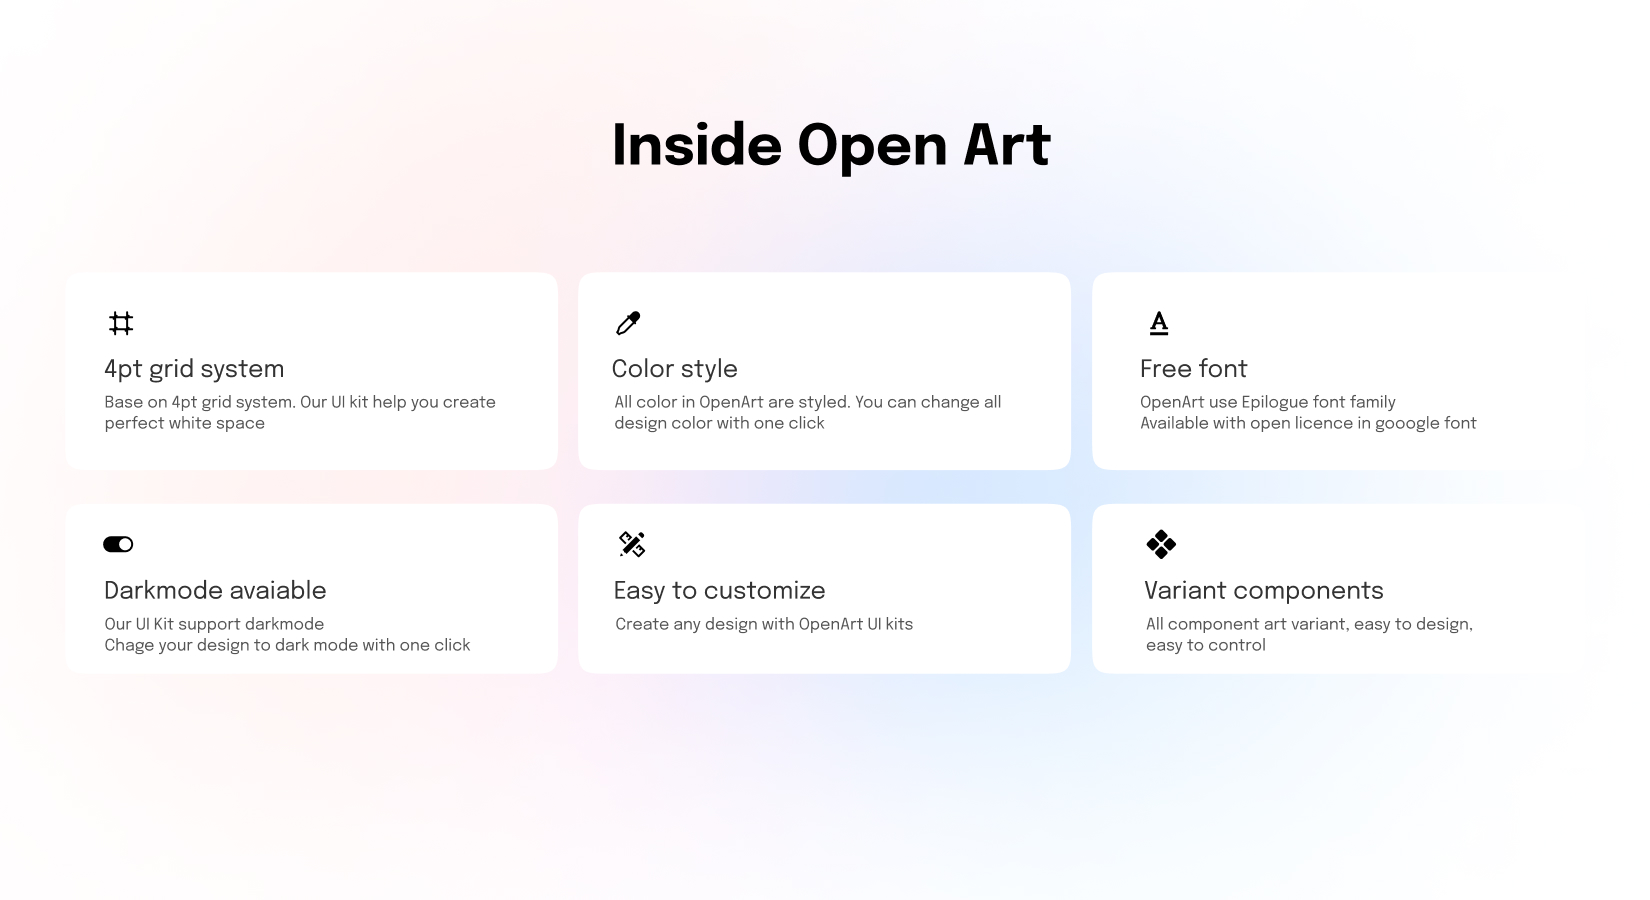 Inside Open Art
4pt grid system
Base on 4pt grid system. Our UI kit help you create
perfect white space
Color style
All color in OpenArt are styled. You can change all
design color with one click
Free font
OpenArt use Epilogue font family
Available with open licence in gooogle font
Darkmode avaiable
Our UI Kit support darkmode
Chage your design to dark mode with one click
Easy to customize
Create any design with OpenArt UI kits
Variant components
All component art variant, easy to design,
easy to control